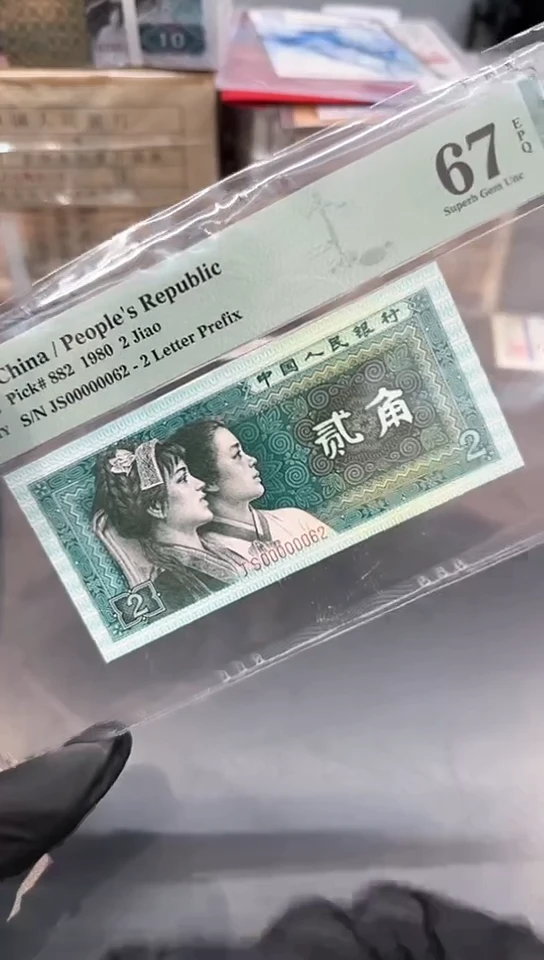 10
67
EPQ
Superb Gem Unc
China / People's Republic
Pick# 882 1980 2 Jiao
S/N JS00000062 - 2 Letter Prefix
中国人民银行
贰角
2
JS00000062
2